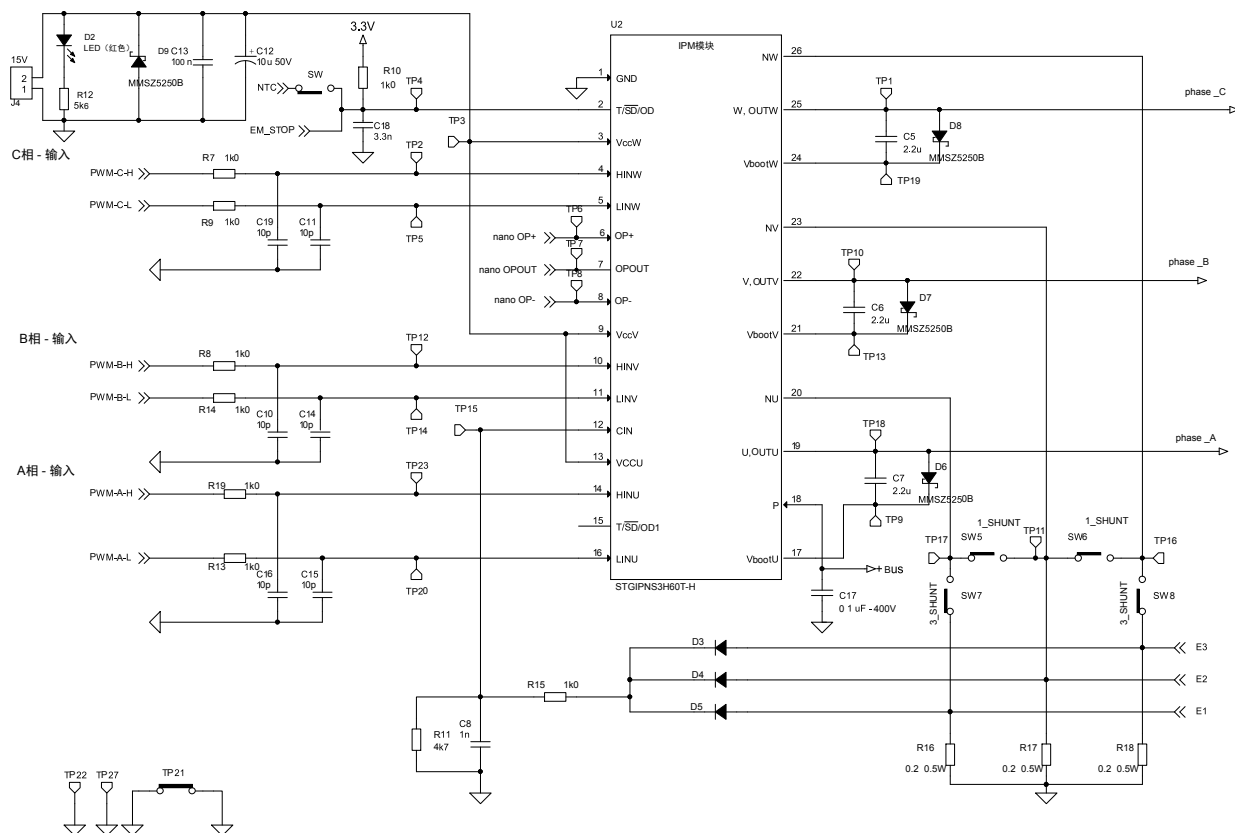 U2
IPM模块
STGIPNS3H60T-H
15V
2
1
J4
D2
LED（红色）
R12
5k6
D9
MMSZ5250B
C13
100 n
C12
+
10u 50V
3.3V
R10
1k0
TP4
NTC
SW
EM_STOP
C18
3.3n
TP3
C相 - 输入
PWM-C-H
R7 1k0
TP2
PWM-C-L
R9 1k0
TP5
C19
10p
C11
10p
TP6
nano OP+
TP7
nano OPOUT
TP8
nano OP-
B相 - 输入
PWM-B-H
R8 1k0
TP12
PWM-B-L
R14 1k0
TP14
C10
10p
C14
10p
TP15
A相 - 输入
PWM-A-H
R19 1k0
TP23
PWM-A-L
R13 1k0
TP20
C16
10p
C15
10p
1 GND
2 T/SD/OD
3 VccW
4 HINW
5 LINW
6 OP+
7 OPOUT
8 OP-
9 VccV
10 HINV
11 LINV
12 CIN
13 VCCU
14 HINU
15 T/SD/OD1
16 LINU
NW 26
W, OUTW 25
VbootW 24
NV 23
V, OUTV 22
VbootV 21
NU 20
U,OUTU 19
P 18
VbootU 17
TP1
C5
2.2u
D8
MMSZ5250B
TP19
phase _C
TP10
C6
2.2u
D7
MMSZ5250B
TP13
phase _B
TP18
C7
2.2u
D6
MMSZ5250B
TP9
phase _A
+ BUS
C17
0 1 uF - 400V
TP17
1_SHUNT
SW5
TP11
1_SHUNT
SW6
TP16
3_SHUNT
SW7
3_SHUNT
SW8
D3
E3
D4
E2
D5
E1
R15 1k0
R11
4k7
C8
1n
R16
0.2 0.5W
R17
0.2 0.5W
R18
0.2 0.5W
TP22
TP27
TP21